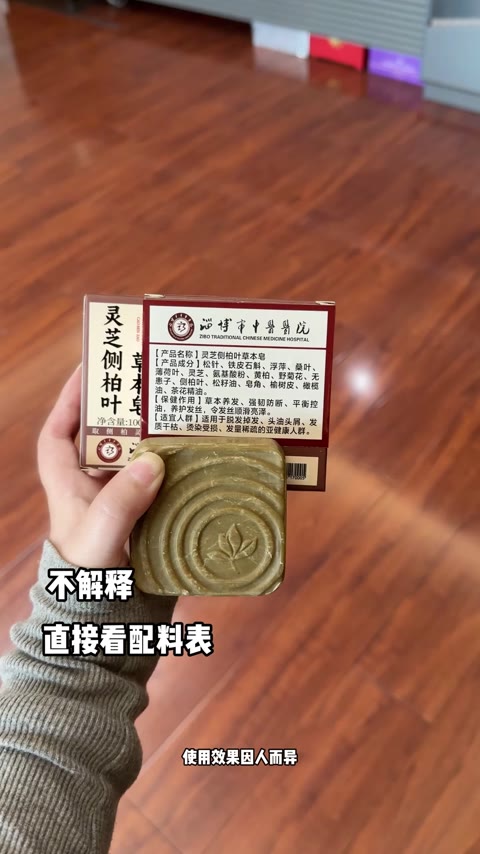 淄博市中醫醫院
ZIBO TRADITIONAL CHINESE MEDICINE HOSPITAL
【产品名称】灵芝侧柏叶草本皂
【产品成分】松针、铁皮石斛、浮萍、桑叶、
薄荷叶、灵芝、氨基酸粉、黄柏、野菊花、无
患子、侧柏叶、松籽油、皂角、榆树皮、橄榄
油、茶花精油。
【保健作用】草本养发、强韧防断、平衡控
油、养护发丝，令发丝顺滑亮泽。
【适宜人群】适用于脱发掉发、头油头屑、发
质干枯、烫染受损、发量稀疏的亚健康人群。
灵芝侧柏叶
草本皂
净含量:100
不解释
直接看配料表
使用效果因人而异